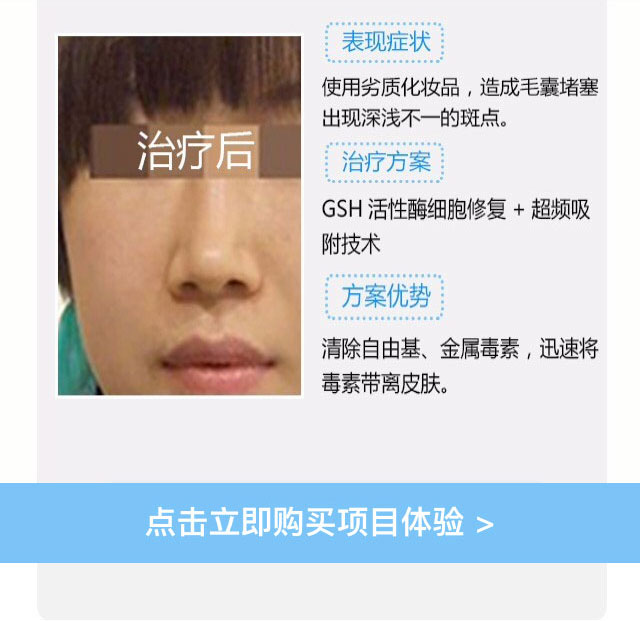 治疗后
表现症状
使用劣质化妆品，造成毛囊堵塞
出现深浅不一的斑点。
治疗方案
GSH 活性酶细胞修复 + 超频吸
附技术
方案优势
清除自由基、金属毒素，迅速将
毒素带离皮肤。
点击立即购买项目体验 >